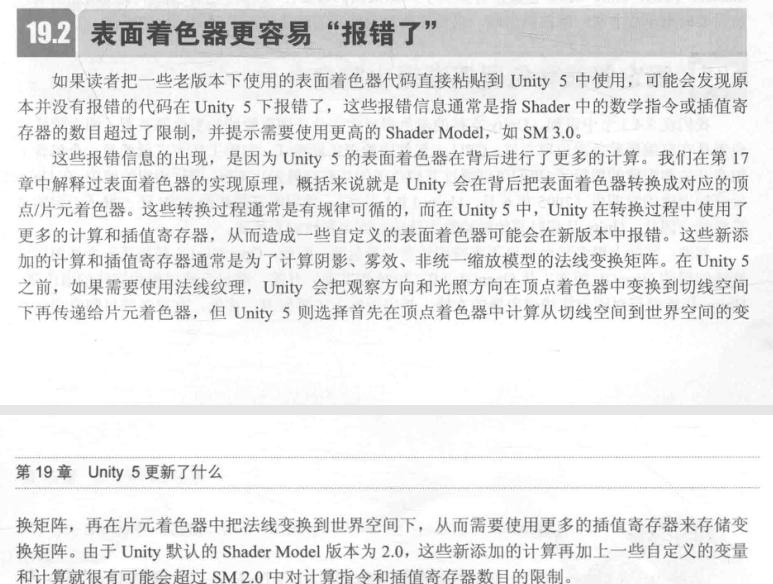 19.2 表面着色器更容易“报错了”
如果读者把一些老版本下使用的表面着色器代码直接粘贴到 Unity 5 中使用，可能会发现原
本并没有报错的代码在 Unity 5 下报错了，这些报错信息通常是指 Shader 中的数学指令或插值寄
存器的数目超过了限制，并提示需要使用更高的 Shader Model，如 SM 3.0。
这些报错信息的出现，是因为 Unity 5 的表面着色器在背后进行了更多的计算。我们在第 17
章中解释过表面着色器的实现原理，概括来说就是 Unity 会在背后把表面着色器转换成对应的顶
点/片元着色器。这些转换过程通常是有规律可循的，而在 Unity 5 中，Unity 在转换过程中使用了
更多的计算和插值寄存器，从而造成一些自定义的表面着色器可能会在新版本中报错。这些新添
加的计算和插值寄存器通常是为了计算阴影、雾效、非统一缩放模型的法线变换矩阵。在 Unity 5
之前，如果需要使用法线纹理，Unity 会把观察方向和光照方向在顶点着色器中变换到切线空间
下再传递给片元着色器，但 Unity 5 则选择首先在顶点着色器中计算从切线空间到世界空间的变
第 19 章 Unity 5 更新了什么
换矩阵，再在片元着色器中把法线变换到世界空间下，从而需要使用更多的插值寄存器来存储变
换矩阵。由于 Unity 默认的 Shader Model 版本为 2.0，这些新添加的计算再加上一些自定义的变量
和计算就很有可能会超过 SM 2.0 中对计算指令和插值寄存器数目的限制。